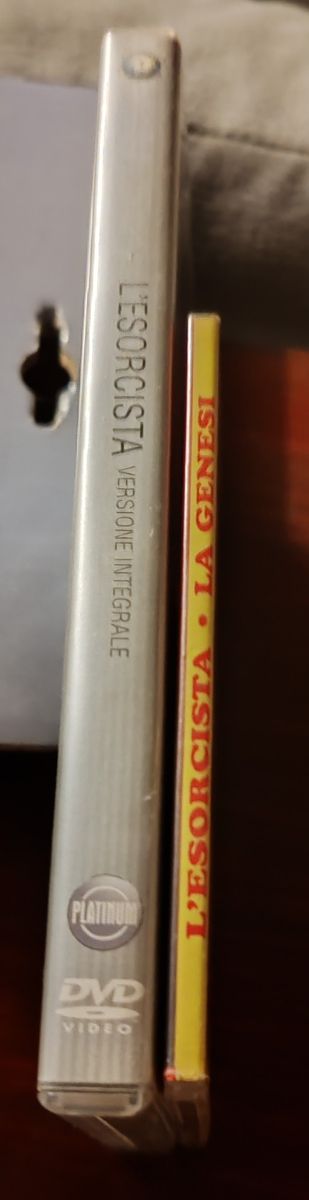 L'ESORCISTA VERSIONE INTEGRALE
PLATINUM
DVD
VIDEO
L'ESORCISTA • LA GENESI